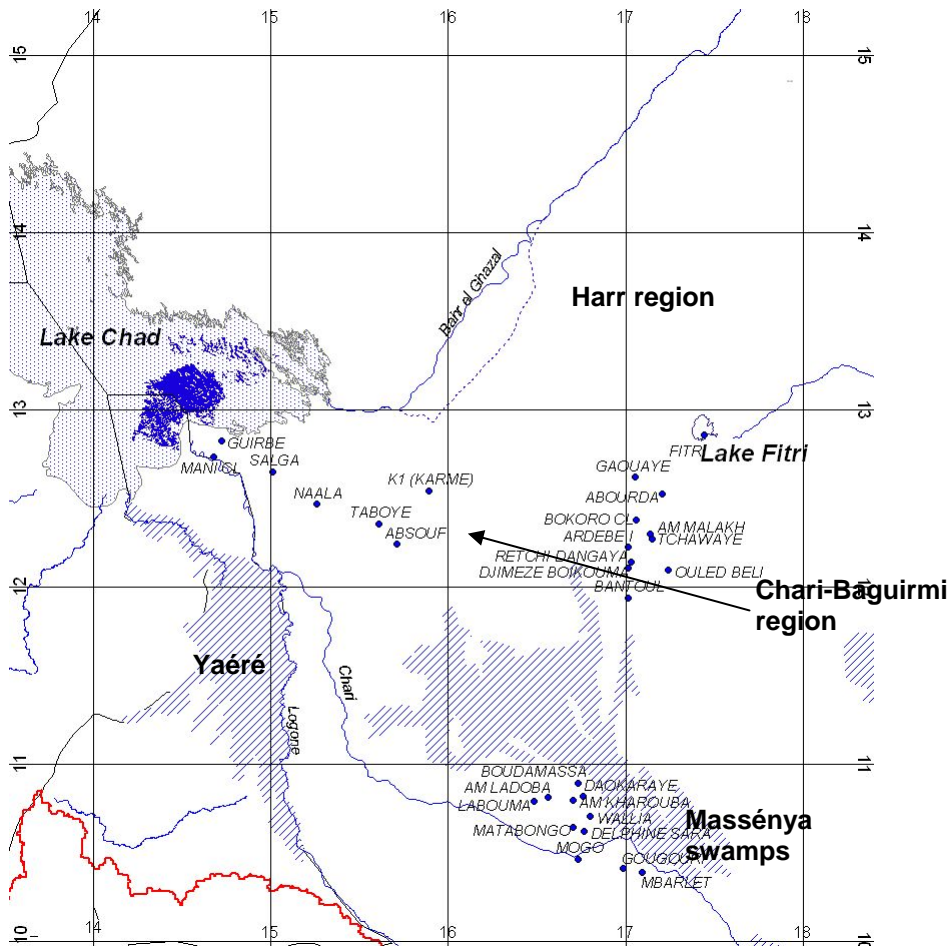 14 15 16 17 18
15 15
14 14
Bahr el Ghazal
Harr region
Lake Chad
13 13
GUIRBE
MANI CL
SALGA
FITRI
Lake Fitri
GAOUAYE
K1 (KARME)
NAALA
ABOURDA
TABOYE
BOKORO CL
AM MALAKH
ABSOUF
ARDEBE I
TCHAWAYE
RETCHI DANGAYA
DJIMEZE BOIKOUMA
OULED BELI
12
BANTOUL
Chari-Baguirmi
region
Yaéré
Chari
Logone
11 11
BOUDAMASSA
AM LADOBA
DAOKARAYE
LABOUMA
AM KHAROUBA
WALLIA
Massénya
swamps
MATABONGO
DELPHINE SARA
MOGO
MBARLET
10 10
14 15 16 17 18